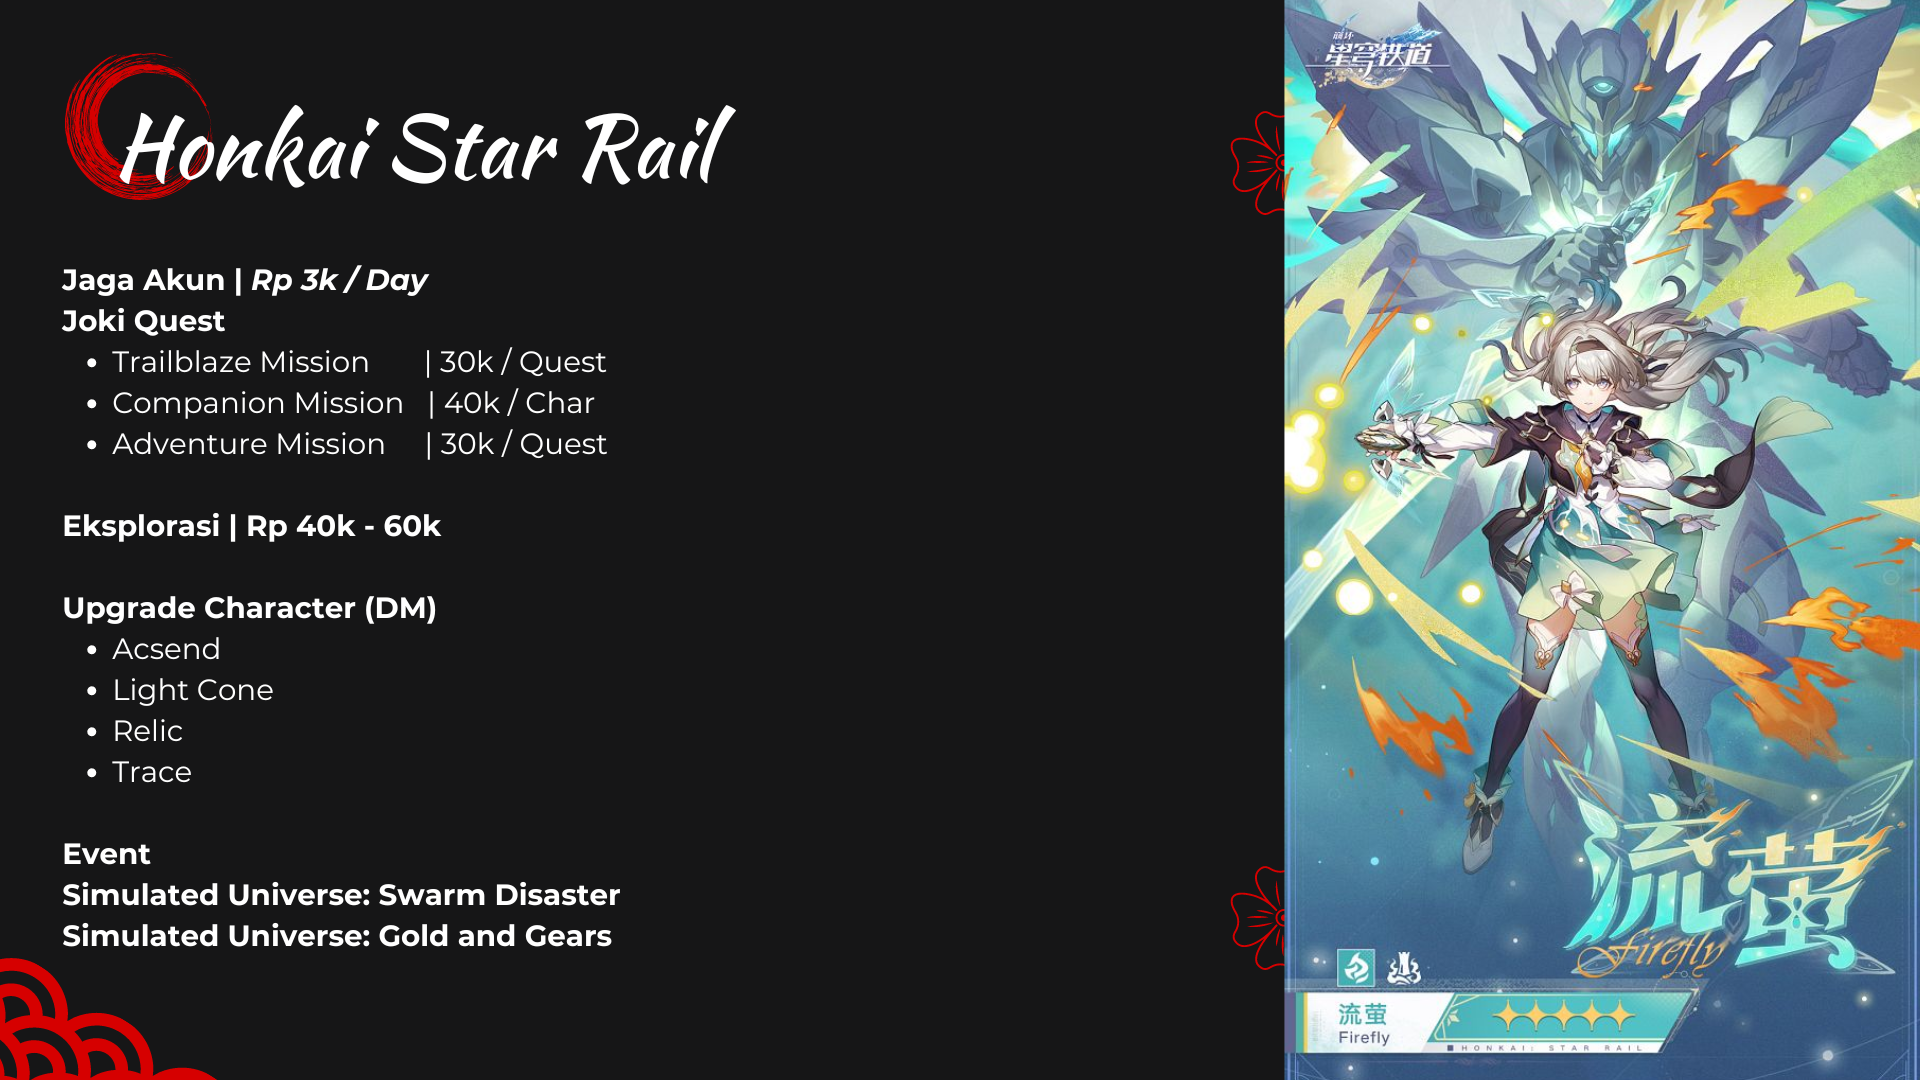 Honkai Star Rail
Jaga Akun | Rp 3k / Day
Joki Quest
• Trailblaze Mission | 30k / Quest
• Companion Mission | 40k / Char
• Adventure Mission | 30k / Quest
Eksplorasi | Rp 40k - 60k
Upgrade Character (DM)
• Acsend
• Light Cone
• Relic
• Trace
Event
Simulated Universe: Swarm Disaster
Simulated Universe: Gold and Gears
崩坏
星穹铁道
流萤
Firefly
流萤
Firefly
HONKAI: STAR RAIL